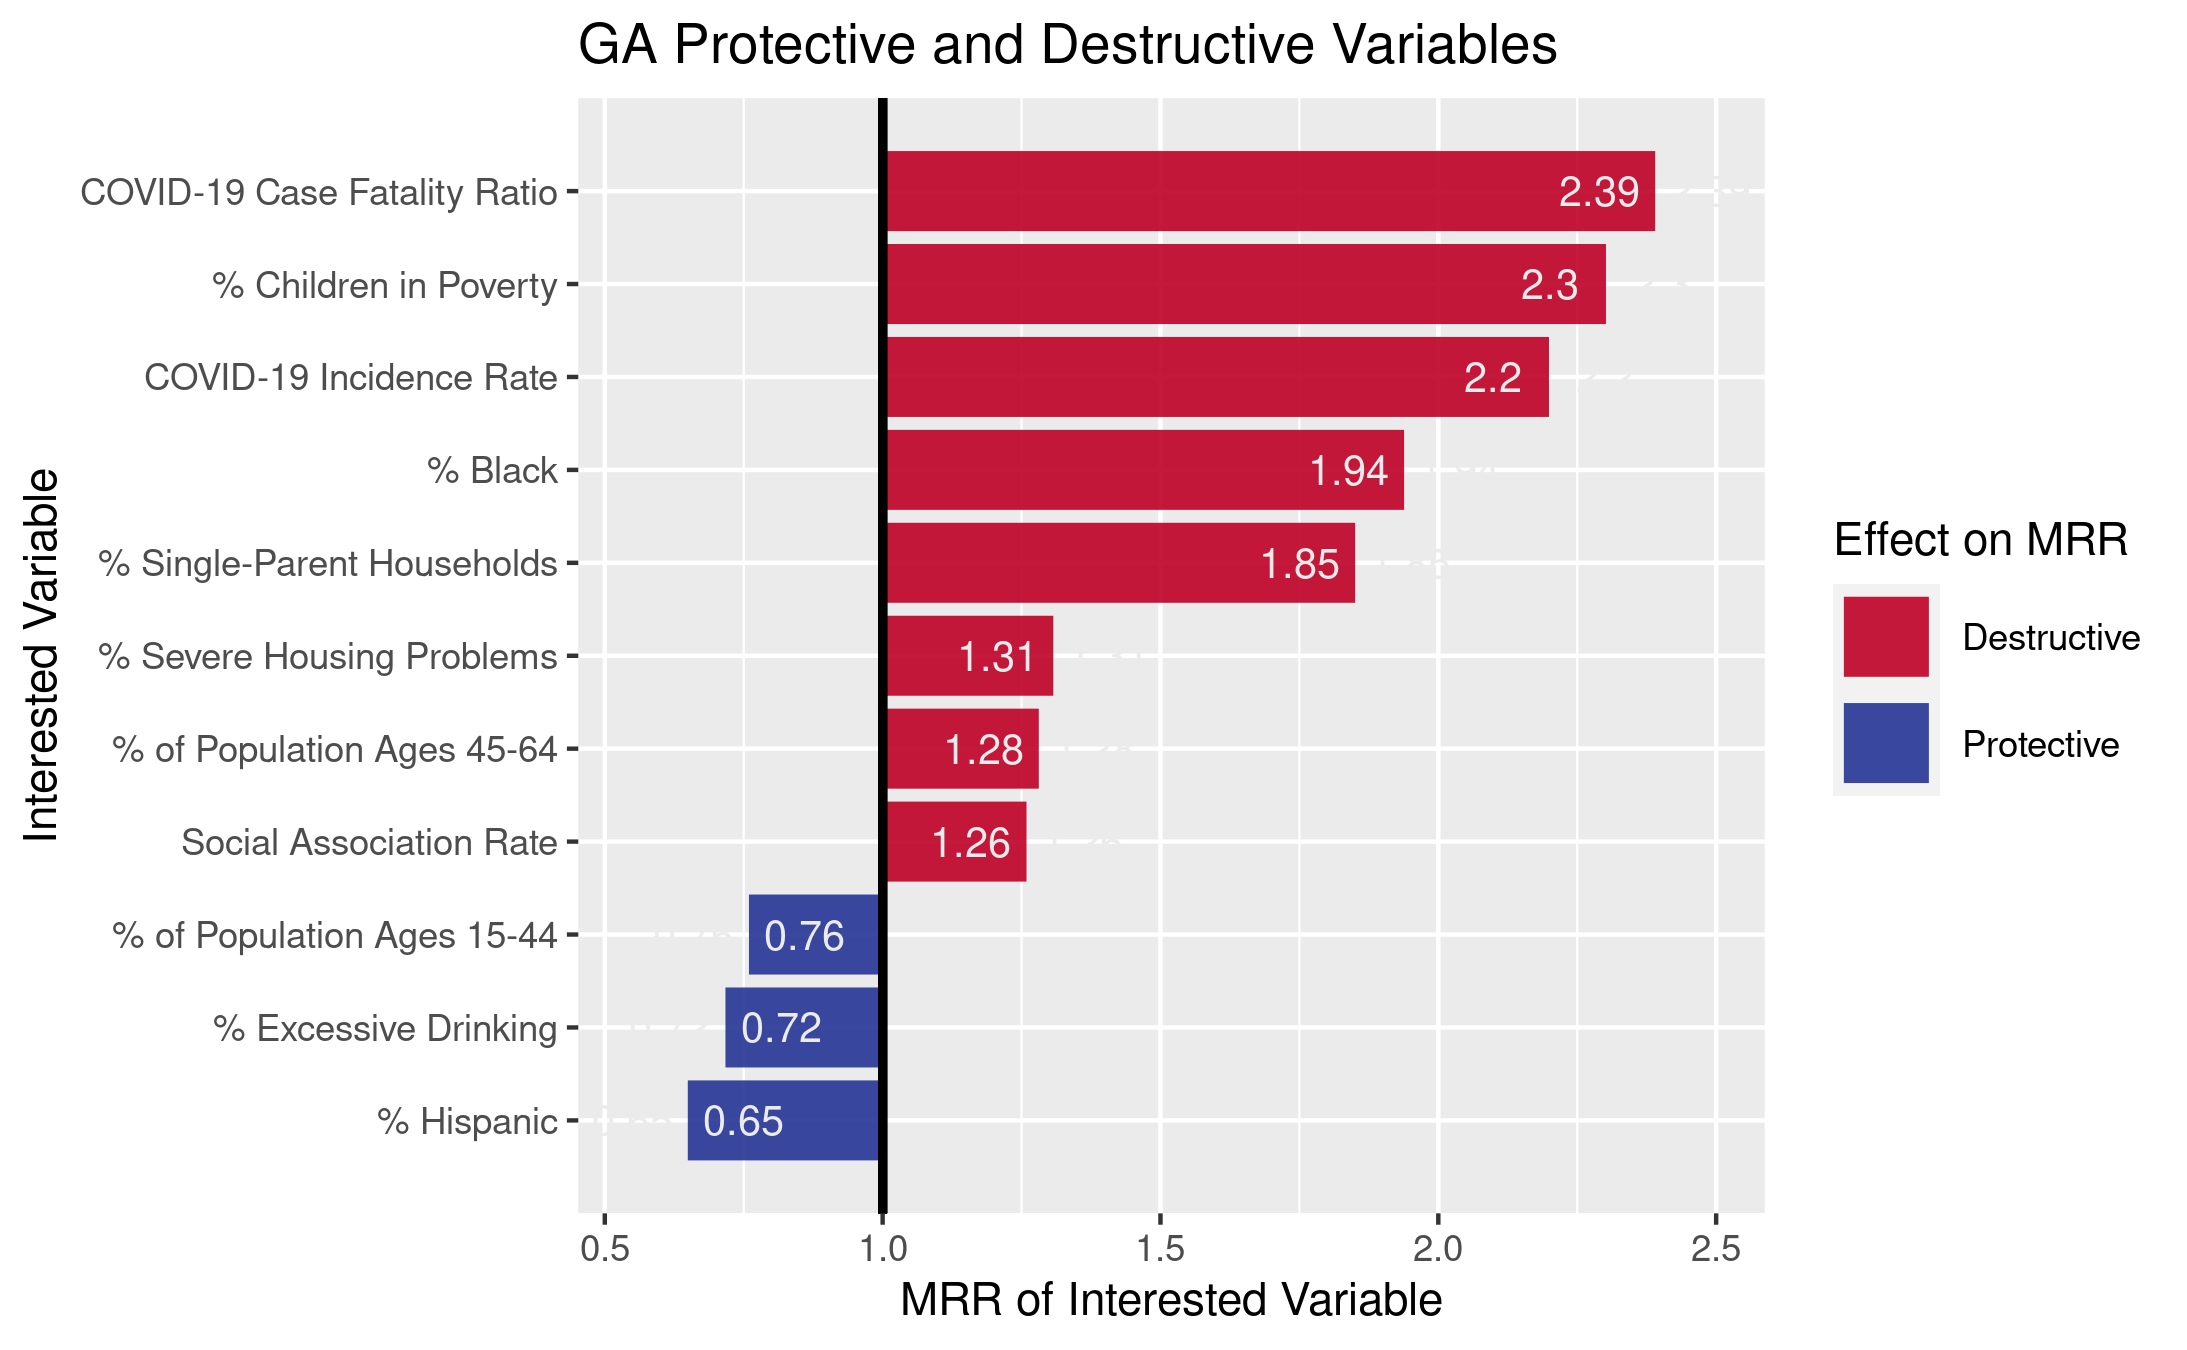 GA Protective and Destructive Variables
COVID-19 Case Fatality Ratio
2.39
% Children in Poverty
2.3
COVID-19 Incidence Rate
2.2
% Black
1.94
% Single-Parent Households
1.85
% Severe Housing Problems
1.31
% of Population Ages 45-64
1.28
Social Association Rate
1.26
% of Population Ages 15-44
0.76
% Excessive Drinking
0.72
% Hispanic
0.65
Interested Variable
0.5 1.0 1.5 2.0 2.5
MRR of Interested Variable
Effect on MRR
Destructive
Protective